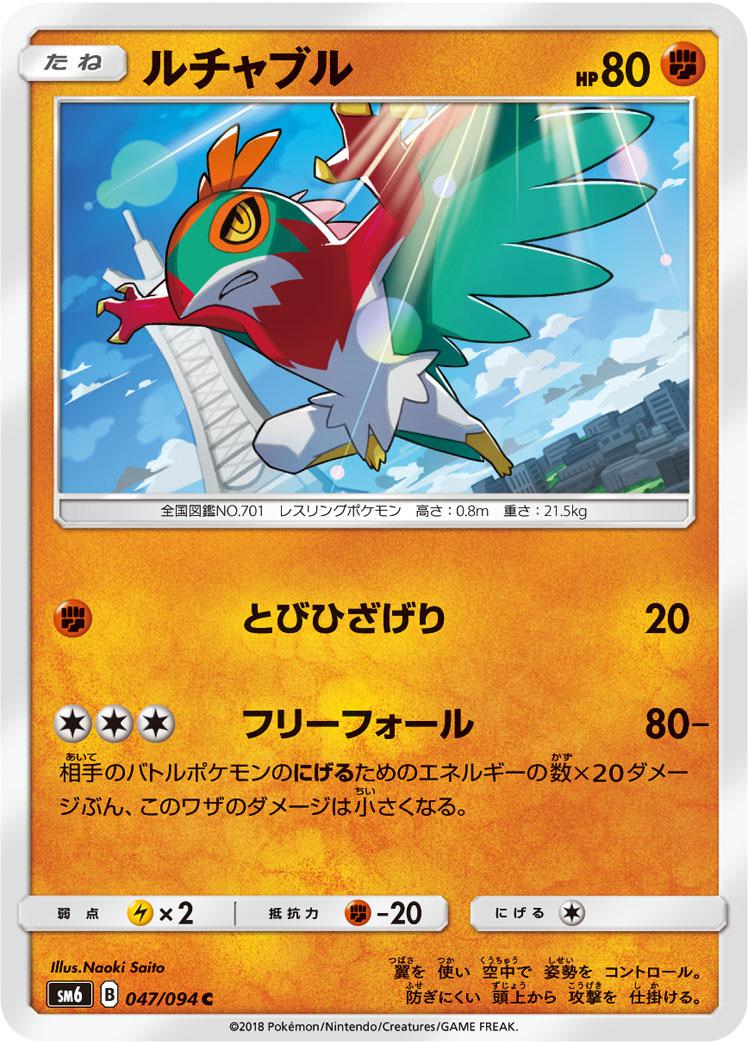 たね ルチャブル HP80
全国図鑑NO.701 レスリングポケモン 高さ:0.8m 重さ:21.5kg
とびひざげり 20
フリーフォール 80−
相手のバトルポケモンのにげるためのエネルギーの数×20ダメー
ジぶん、このワザのダメージは小さくなる。
弱点 ×2 抵抗力 −20 にげる
Illus.Naoki Saito
翼を 使い 空中で 姿勢を コントロール。
防ぎにくい 頭上から 攻撃を 仕掛ける。
SM6 B 047/094 C
©2018 Pokémon/Nintendo/Creatures/GAME FREAK.